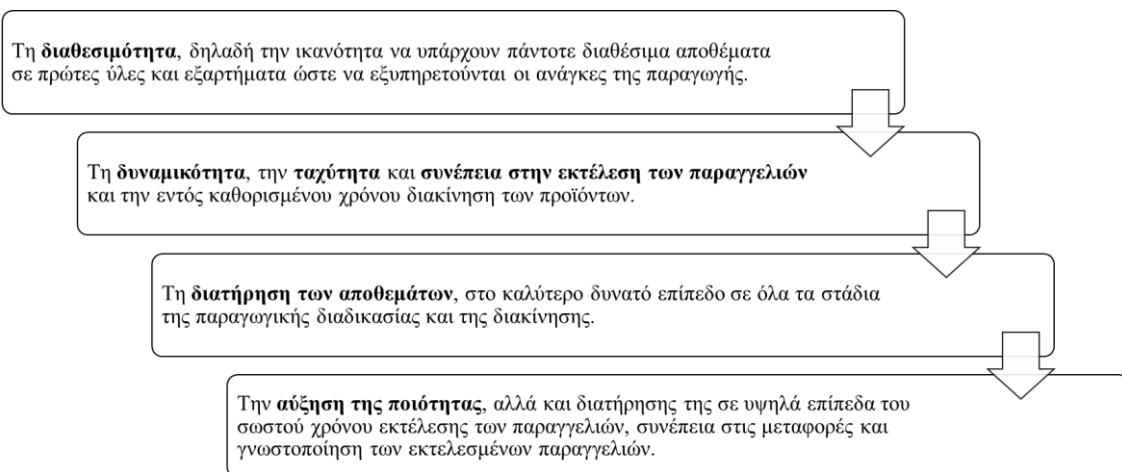 Τη διαθεσιμότητα, δηλαδή την ικανότητα να υπάρχουν πάντοτε διαθέσιμα αποθέματα
σε πρώτες ύλες και εξαρτήματα ώστε να εξυπηρετούνται οι ανάγκες της παραγωγής.
Τη δυναμικότητα, την ταχύτητα και συνέπεια στην εκτέλεση των παραγγελιών
και την εντός καθορισμένου χρόνου διακίνηση των προϊόντων.
Τη διατήρηση των αποθεμάτων, στο καλύτερο δυνατό επίπεδο σε όλα τα στάδια
της παραγωγικής διαδικασίας και της διακίνησης.
Την αύξηση της ποιότητας, αλλά και διατήρησης της σε υψηλά επίπεδα του
σωστού χρόνου εκτέλεσης των παραγγελιών, συνέπεια στις μεταφορές και
γνωστοποίηση των εκτελεσμένων παραγγελιών.